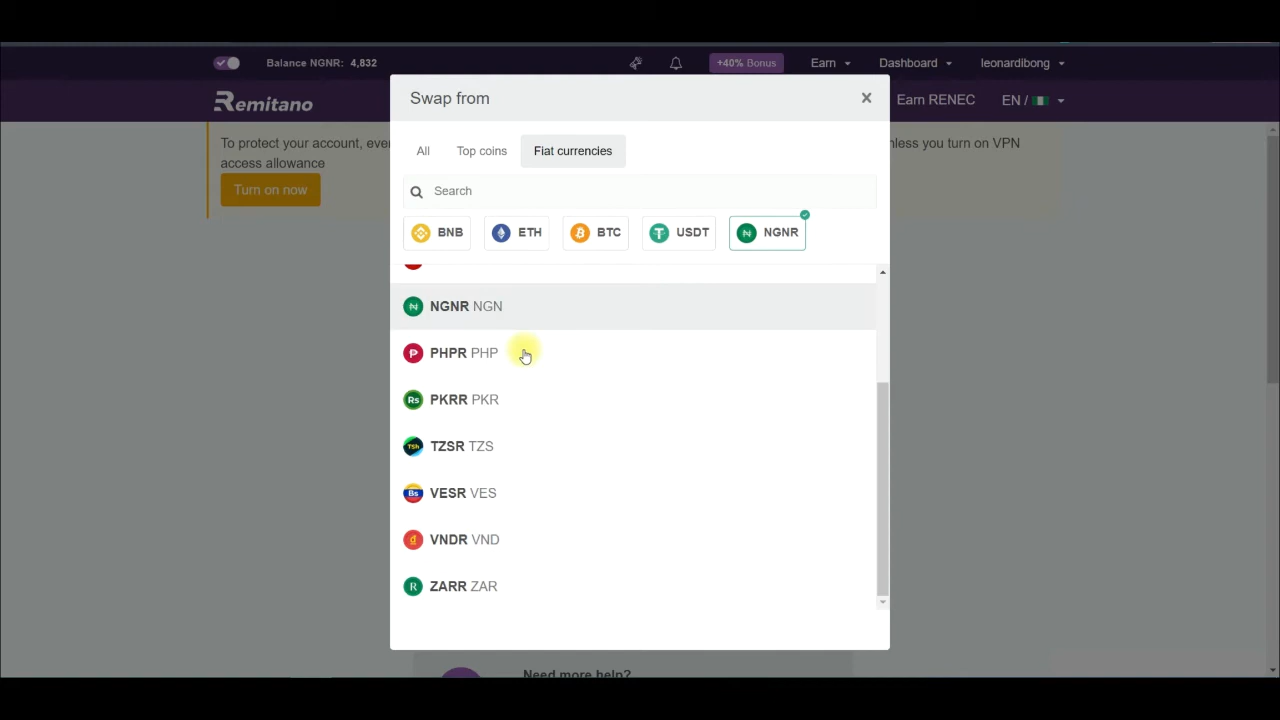 Balance NGNR: 4,832
+40% Bonus
Earn
Dashboard
leonardibong
Remitano
Swap from
Earn RENEC
EN /
To protect your account, eve
nless you turn on VPN
access allowance
Turn on now
All
Top coins
Fiat currencies
Search
BNB
ETH
BTC
USDT
NGNR
NGNR NGN
PHPR PHP
Rs PKRR PKR
TSh TZSR TZS
Bs VESR VES
đ VNDR VND
R ZARR ZAR
Need more help?